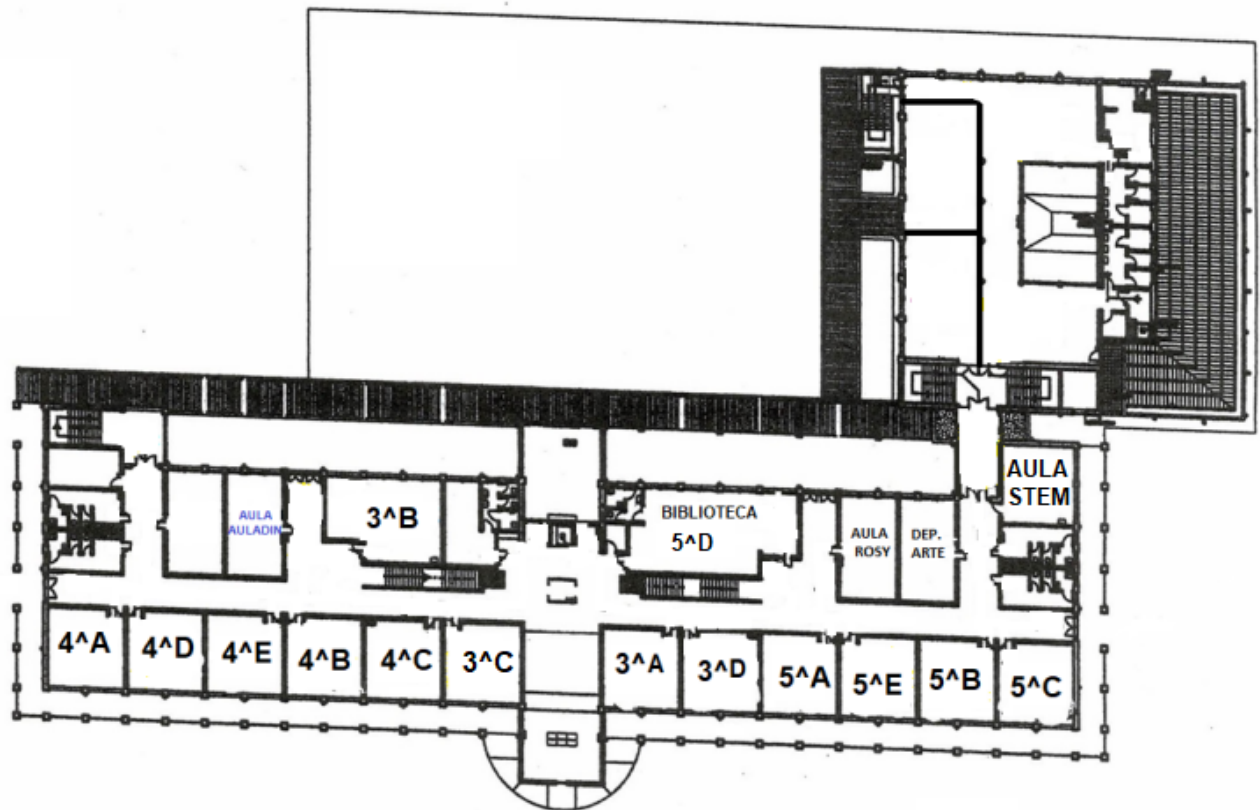 AULA
STEM
AULA
AULADIN
3^B
BIBLIOTECA
5^D
AULA
ROSY
DEP.
ARTE
4^A
4^D
4^E
4^B
4^C
3^C
3^A
3^D
5^A
5^E
5^B
5^C